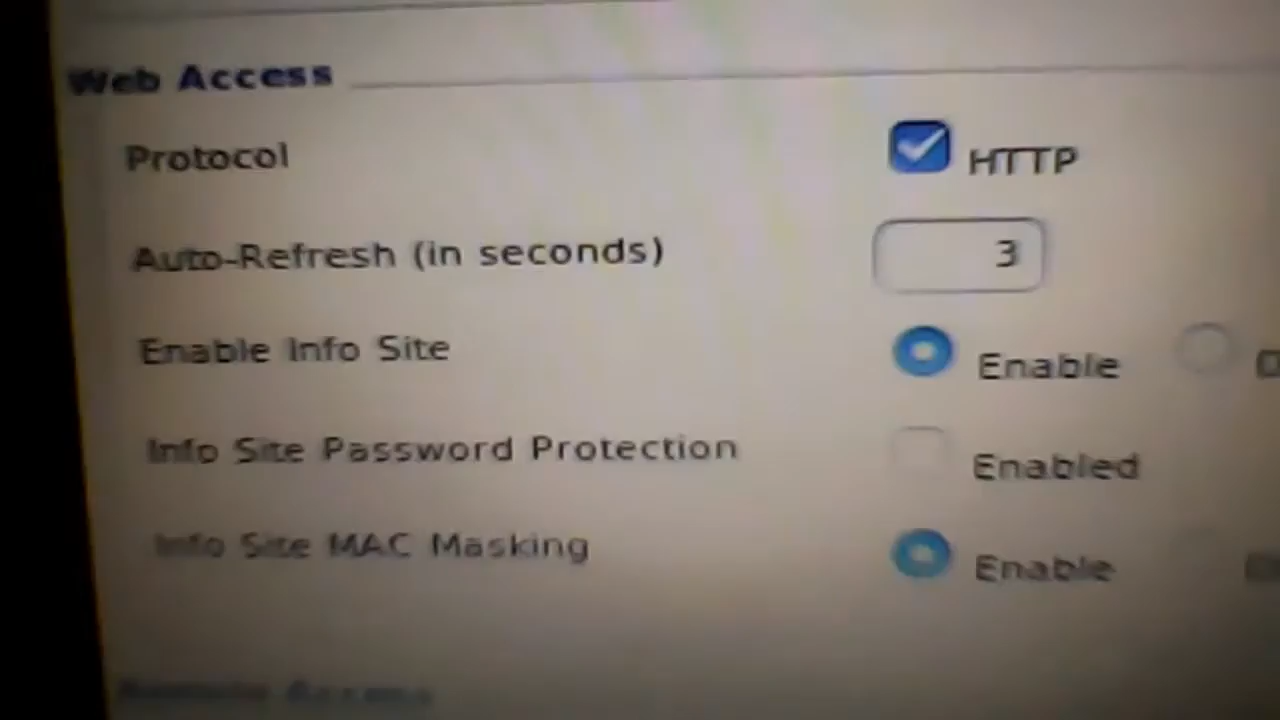 Web Access
Protocol HTTP
Auto-Refresh (in seconds) 3
Enable Info Site Enable
Info Site Password Protection Enabled
Info Site MAC Masking Enable
Access